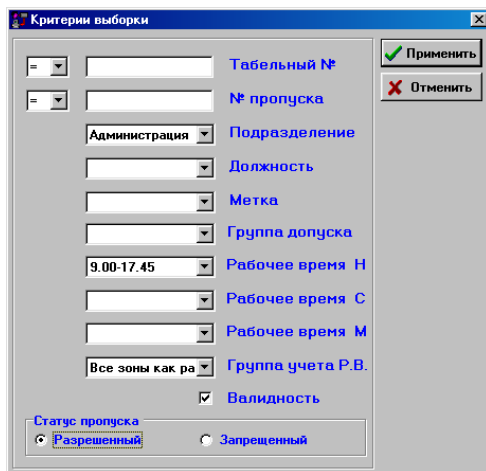 Критерии выборки
= Табельный №
= № пропуска
Администрация Подразделение
Должность
Метка
Группа допуска
9.00-17.45 Рабочее время Н
Рабочее время С
Рабочее время М
Все зоны как ра Группа учета Р.В.
Валидность
Статус пропуска
Разрешенный Запрещенный
Применить
Отменить